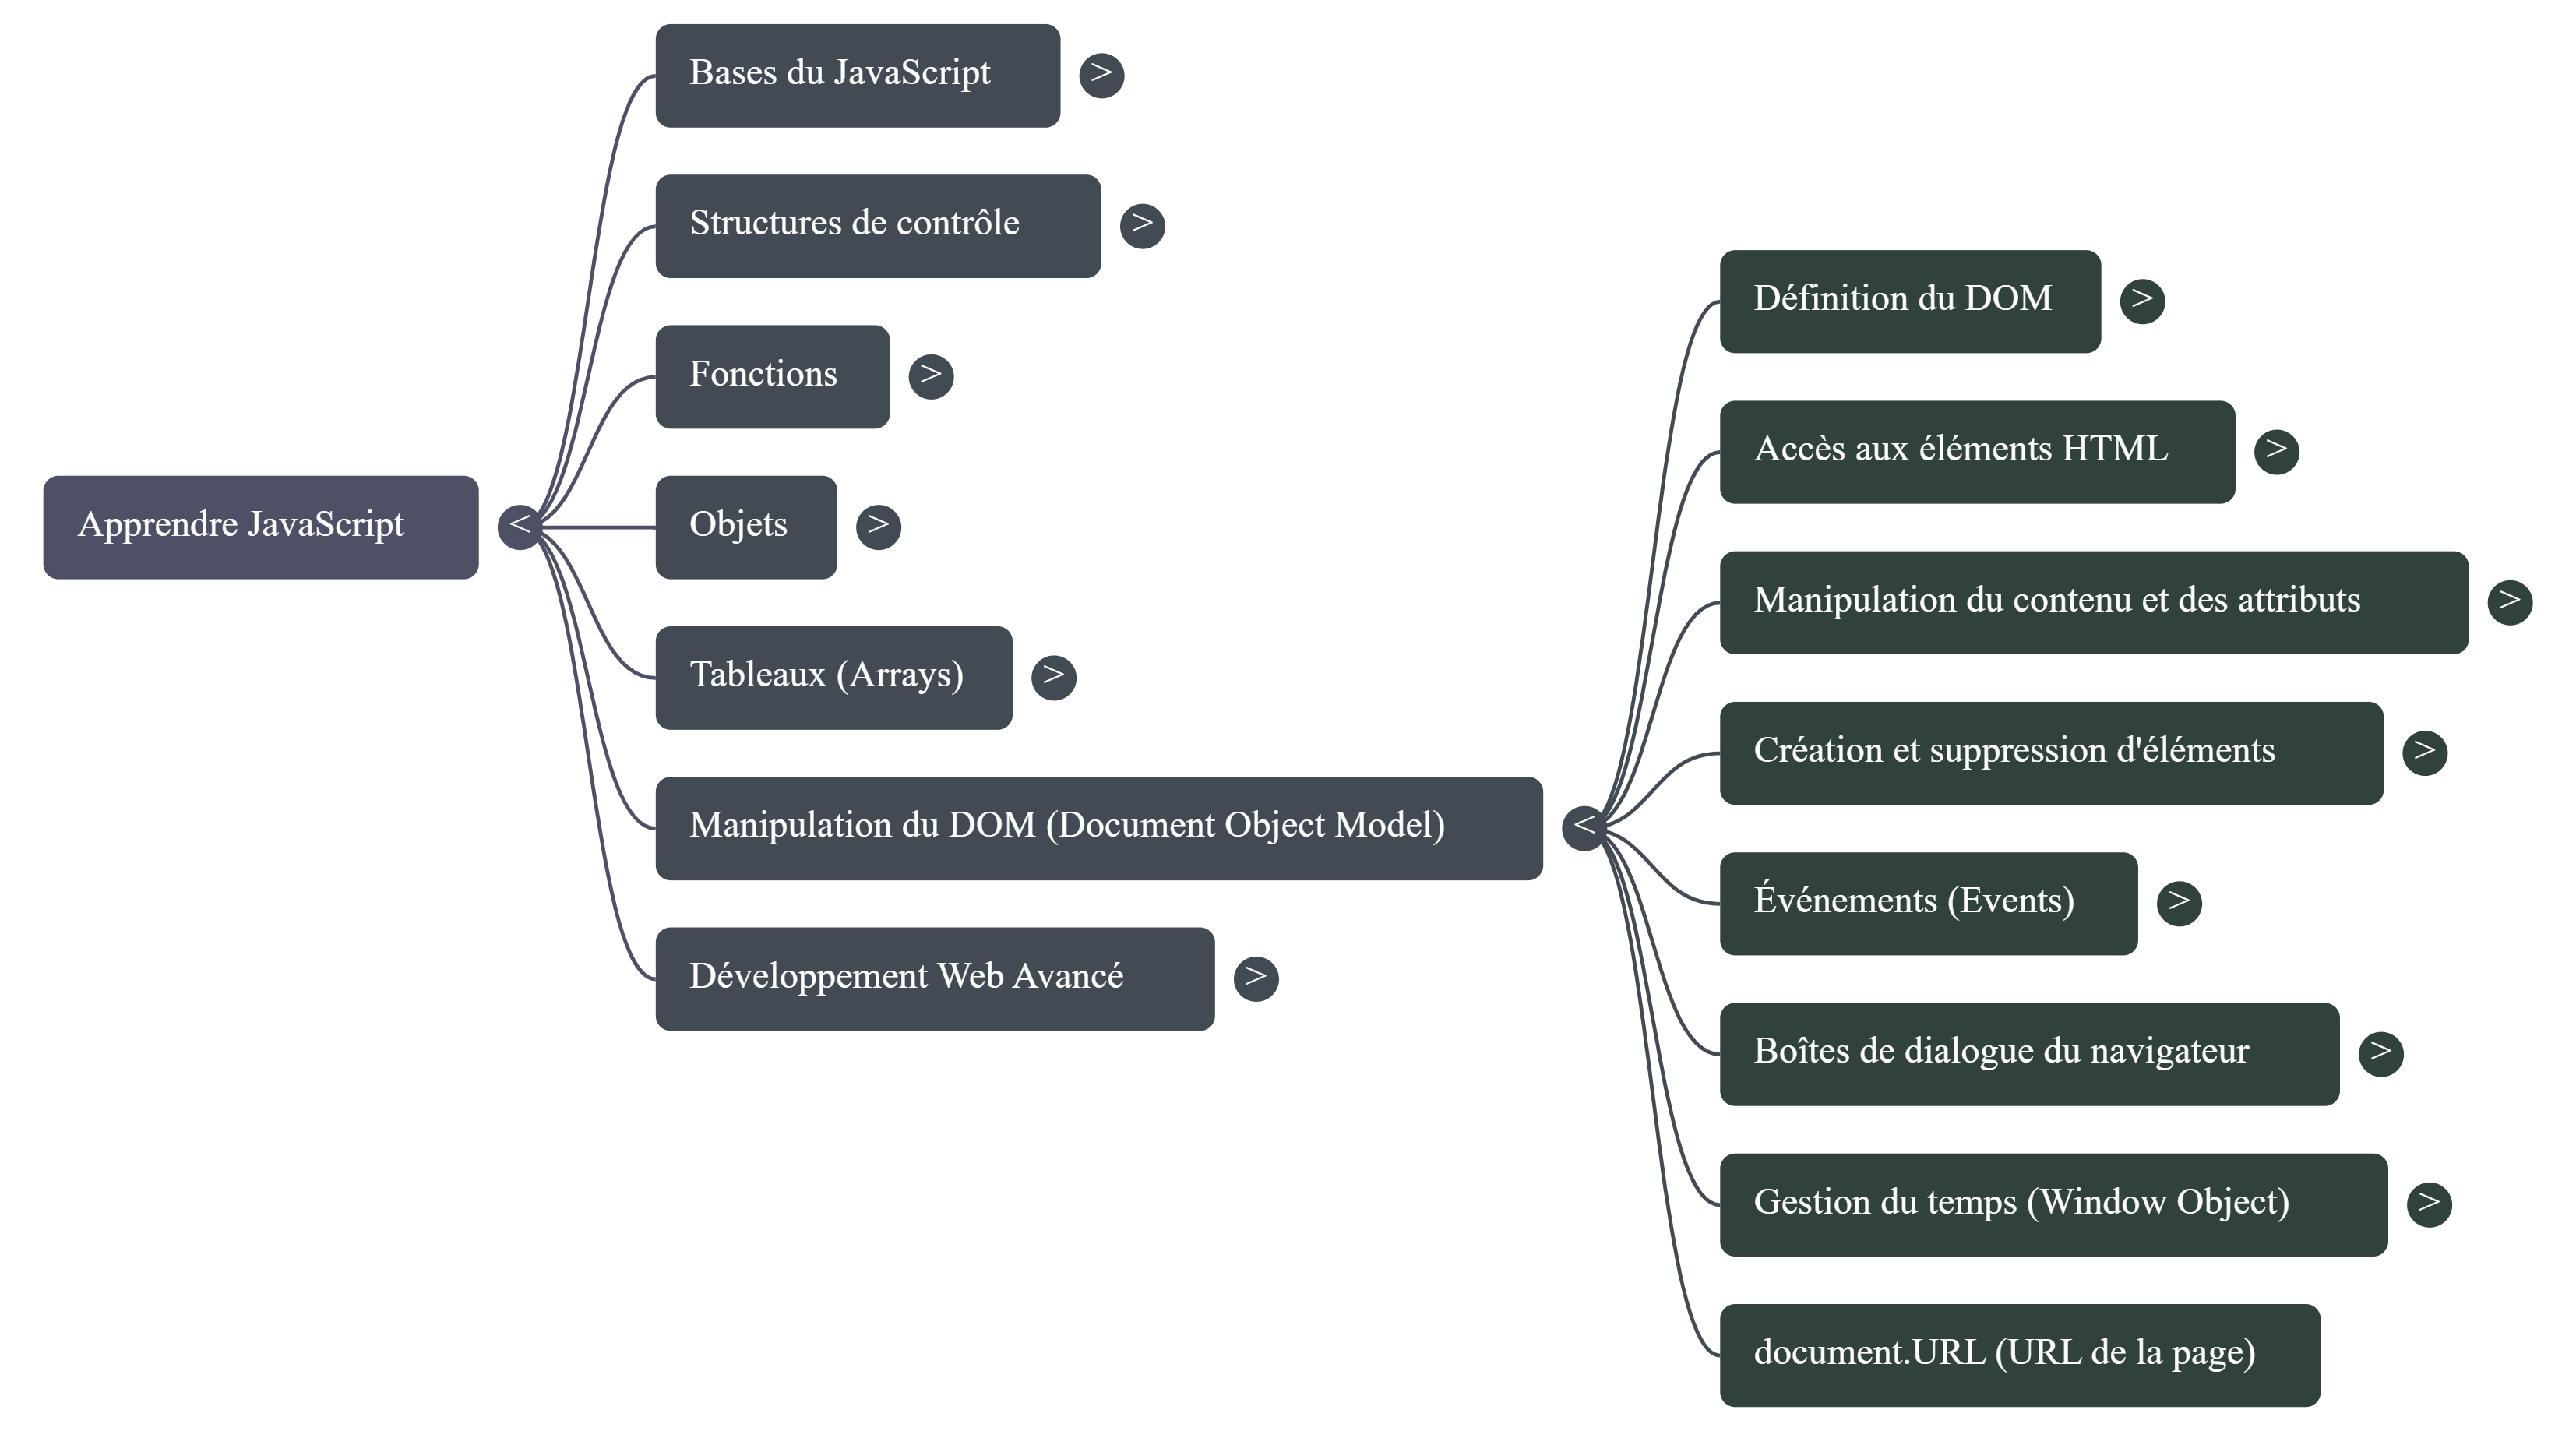 Apprendre JavaScript
<
Bases du JavaScript
>
Structures de contrôle
>
Fonctions
>
Objets
>
Tableaux (Arrays)
>
Manipulation du DOM (Document Object Model)
<
Développement Web Avancé
>
Définition du DOM
>
Accès aux éléments HTML
>
Manipulation du contenu et des attributs
>
Création et suppression d'éléments
>
Événements (Events)
>
Boîtes de dialogue du navigateur
>
Gestion du temps (Window Object)
>
document.URL (URL de la page)